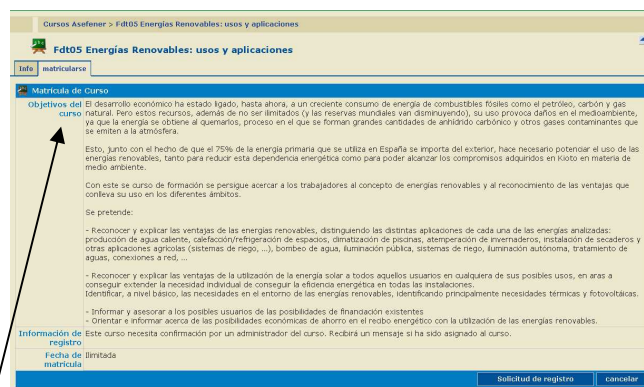 Cursos Asefener > Fdt05 Energías Renovables: usos y aplicaciones
Fdt05 Energías Renovables: usos y aplicaciones
Info matricularse
Matricula de Curso
Objetivos del curso
El desarrollo económico ha estado ligado, hasta ahora, a un creciente consumo de energía de combustibles fósiles como el petróleo, carbón y gas
natural. Pero estos recursos, además de no ser ilimitados (y las reservas mundiales van disminuyendo), su uso provoca daños en el medioambiente,
ya que la energía se obtiene al quemarlos, proceso en el que se forman grandes cantidades de anhídrido carbónico y otros gases contaminantes que
se emiten a la atmósfera.
Esto, junto con el hecho de que el 75% de la energía primaria que se utiliza en España se importa del exterior, hace necesario potenciar el uso de las
energías renovables, tanto para reducir esta dependencia energética como para poder alcanzar los compromisos adquiridos en Kioto en materia de
medio ambiente.
Con este se curso de formación se persigue acercar a los trabajadores al concepto de energías renovables y al reconocimiento de las ventajas que
conlleva su uso en los diferentes ámbitos.
Se pretende:
- Reconocer y explicar las ventajas de las energías renovables, distinguiendo las distintas aplicaciones de cada una de las energías analizadas:
producción de agua caliente, calefacción/refrigeración de espacios, climatización de piscinas, atemperación de invernaderos, instalación de secaderos y
otras aplicaciones agrícolas (sistemas de riego, ...), bombeo de agua, iluminación pública, sistemas de riego, iluminación autónoma, tratamiento de
aguas, conexiones a red, ...
- Reconocer y explicar las ventajas de la utilización de la energía solar a todos aquellos usuarios en cualquiera de sus posibles usos, en aras a
conseguir extender la necesidad individual de conseguir la eficiencia energética en todas las instalaciones.
Identificar, a nivel básico, las necesidades en el entorno de las energías renovables, identificando principalmente necesidades térmicas y fotovoltáicas.
- Informar y asesorar a los posibles usuarios de las posibilidades de financiación existentes
- Orientar e informar acerca de las posibilidades económicas de ahorro en el recibo energético con la utilización de las energías renovables.
Información de registro
Este curso necesita confirmación por un administrador del curso. Recibirá un mensaje si ha sido asignado al curso.
Fecha de matrícula
Ilimitada
Solicitud de registro cancelar